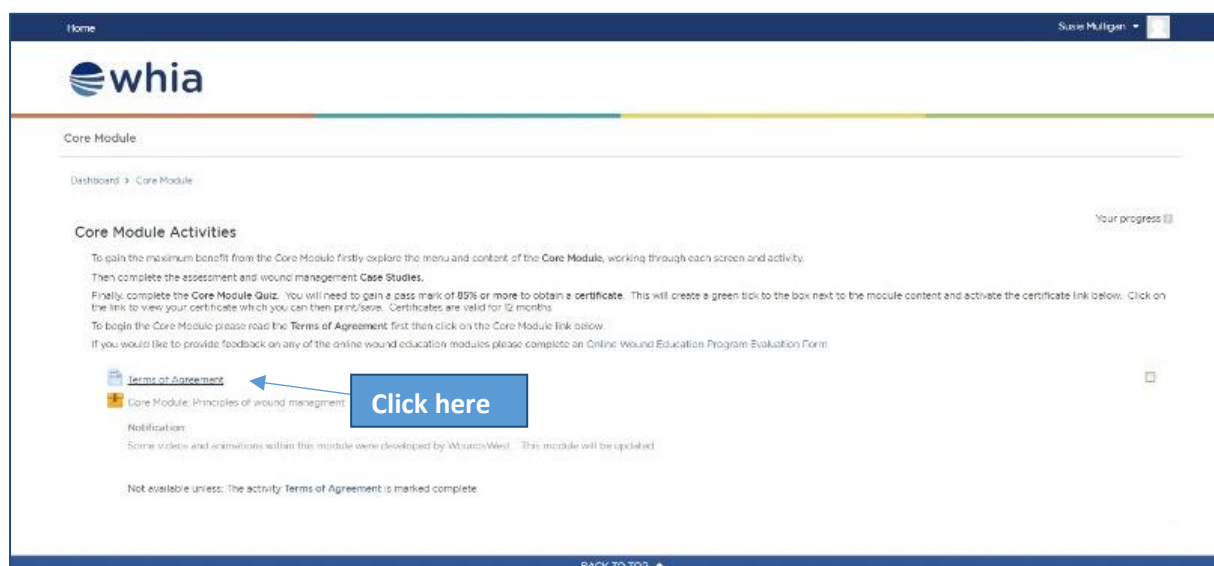 Home
Susie Mulligan
whia
Core Module
Dashboard > Core Module
Your progress
Core Module Activities
To gain the maximum benefit from the Core Module firstly explore the menu and content of the Core Module, working through each screen and activity.
Then complete the assessment and wound management Case Studies.
Finally, complete the Core Module Quiz. You will need to gain a pass mark of 85% or more to obtain a certificate. This will create a green tick to the box next to the module content and activate the certificate link below. Click on
the link to view your certificate which you can then print/save. Certificates are valid for 12 months
To begin the Core Module please read the Terms of Agreement first then click on the Core Module link below
If you would like to provide feedback on any of the online wound education modules please complete an Online Wound Education Program Evaluation Form
Terms of Agreement
Click here
Core Module: Principles of wound managment
Notification:
Some videos and animations within this module were developed by WoundsWest. This module will be updated.
Not available unless: The activity Terms of Agreement is marked complete
BACK TO TOP